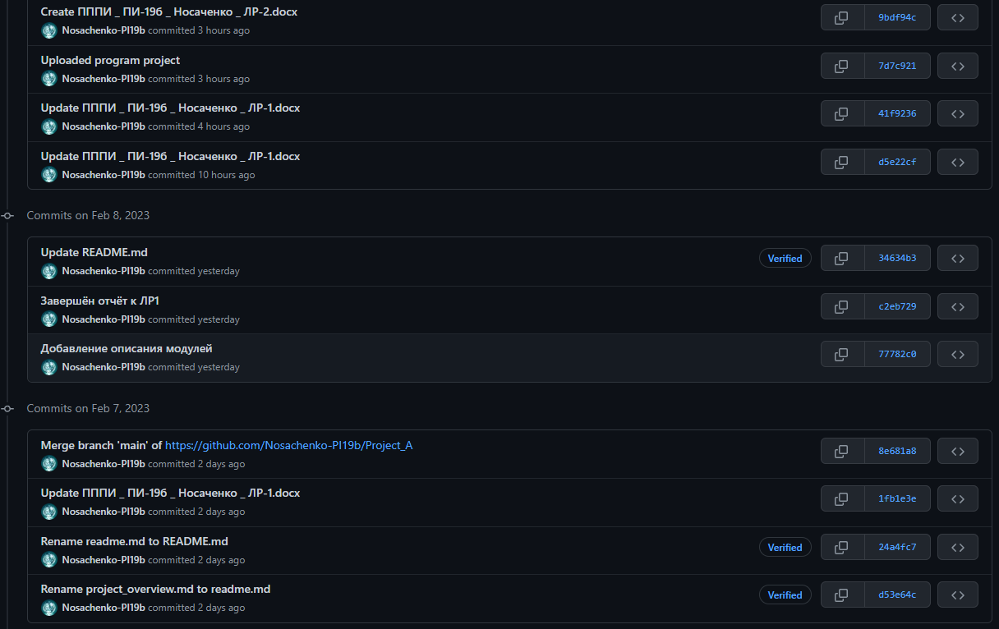 Create ПППИ _ ПИ-19б _ Носаченко _ ЛР-2.docx
9bdf94c
Nosachenko-PI19b committed 3 hours ago
Uploaded program project
7d7c921
Nosachenko-PI19b committed 3 hours ago
Update ПППИ _ ПИ-19б _ Носаченко _ ЛР-1.docx
41f9236
Nosachenko-PI19b committed 4 hours ago
Update ПППИ _ ПИ-19б _ Носаченко _ ЛР-1.docx
d5e22cf
Nosachenko-PI19b committed 10 hours ago
Commits on Feb 8, 2023
Update README.md
Verified 34634b3
Nosachenko-PI19b committed yesterday
Завершён отчёт к ЛР1
c2eb729
Nosachenko-PI19b committed yesterday
Добавление описания модулей
77782c0
Nosachenko-PI19b committed yesterday
Commits on Feb 7, 2023
Merge branch 'main' of https://github.com/Nosachenko-PI19b/Project_A
8e681a8
Nosachenko-PI19b committed 2 days ago
Update ПППИ _ ПИ-19б _ Носаченко _ ЛР-1.docx
1fb1e3e
Nosachenko-PI19b committed 2 days ago
Rename readme.md to README.md
Verified 24a4fc7
Nosachenko-PI19b committed 2 days ago
Rename project_overview.md to readme.md
Verified d53e64c
Nosachenko-PI19b committed 2 days ago